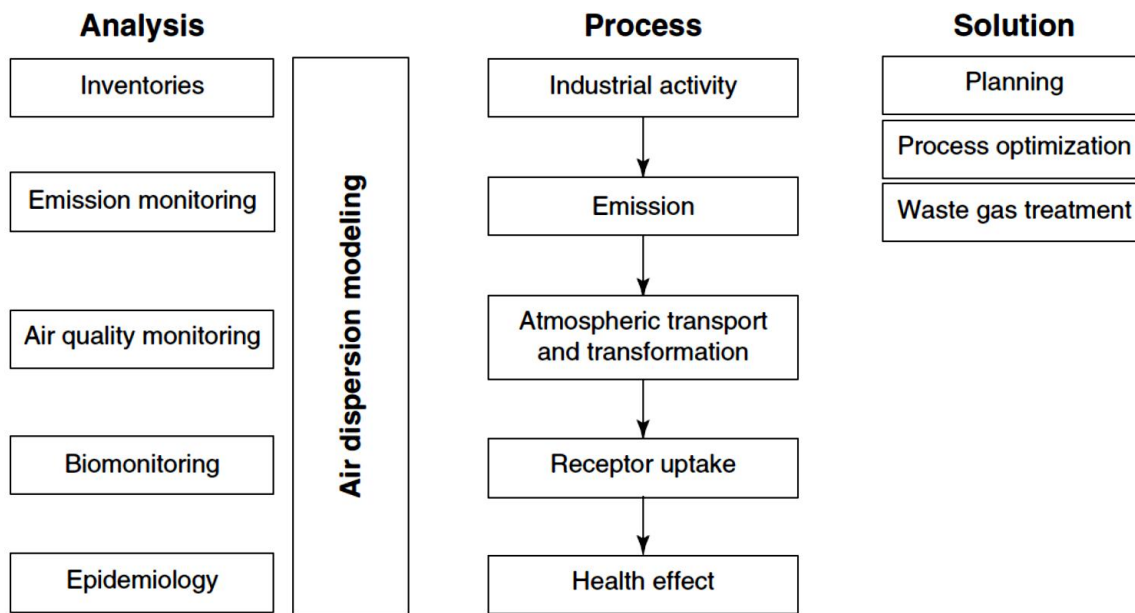 Analysis
Inventories
Emission monitoring
Air quality monitoring
Biomonitoring
Epidemiology
Air dispersion modeling
Process
Industrial activity
Emission
Atmospheric transport
and transformation
Receptor uptake
Health effect
Solution
Planning
Process optimization
Waste gas treatment